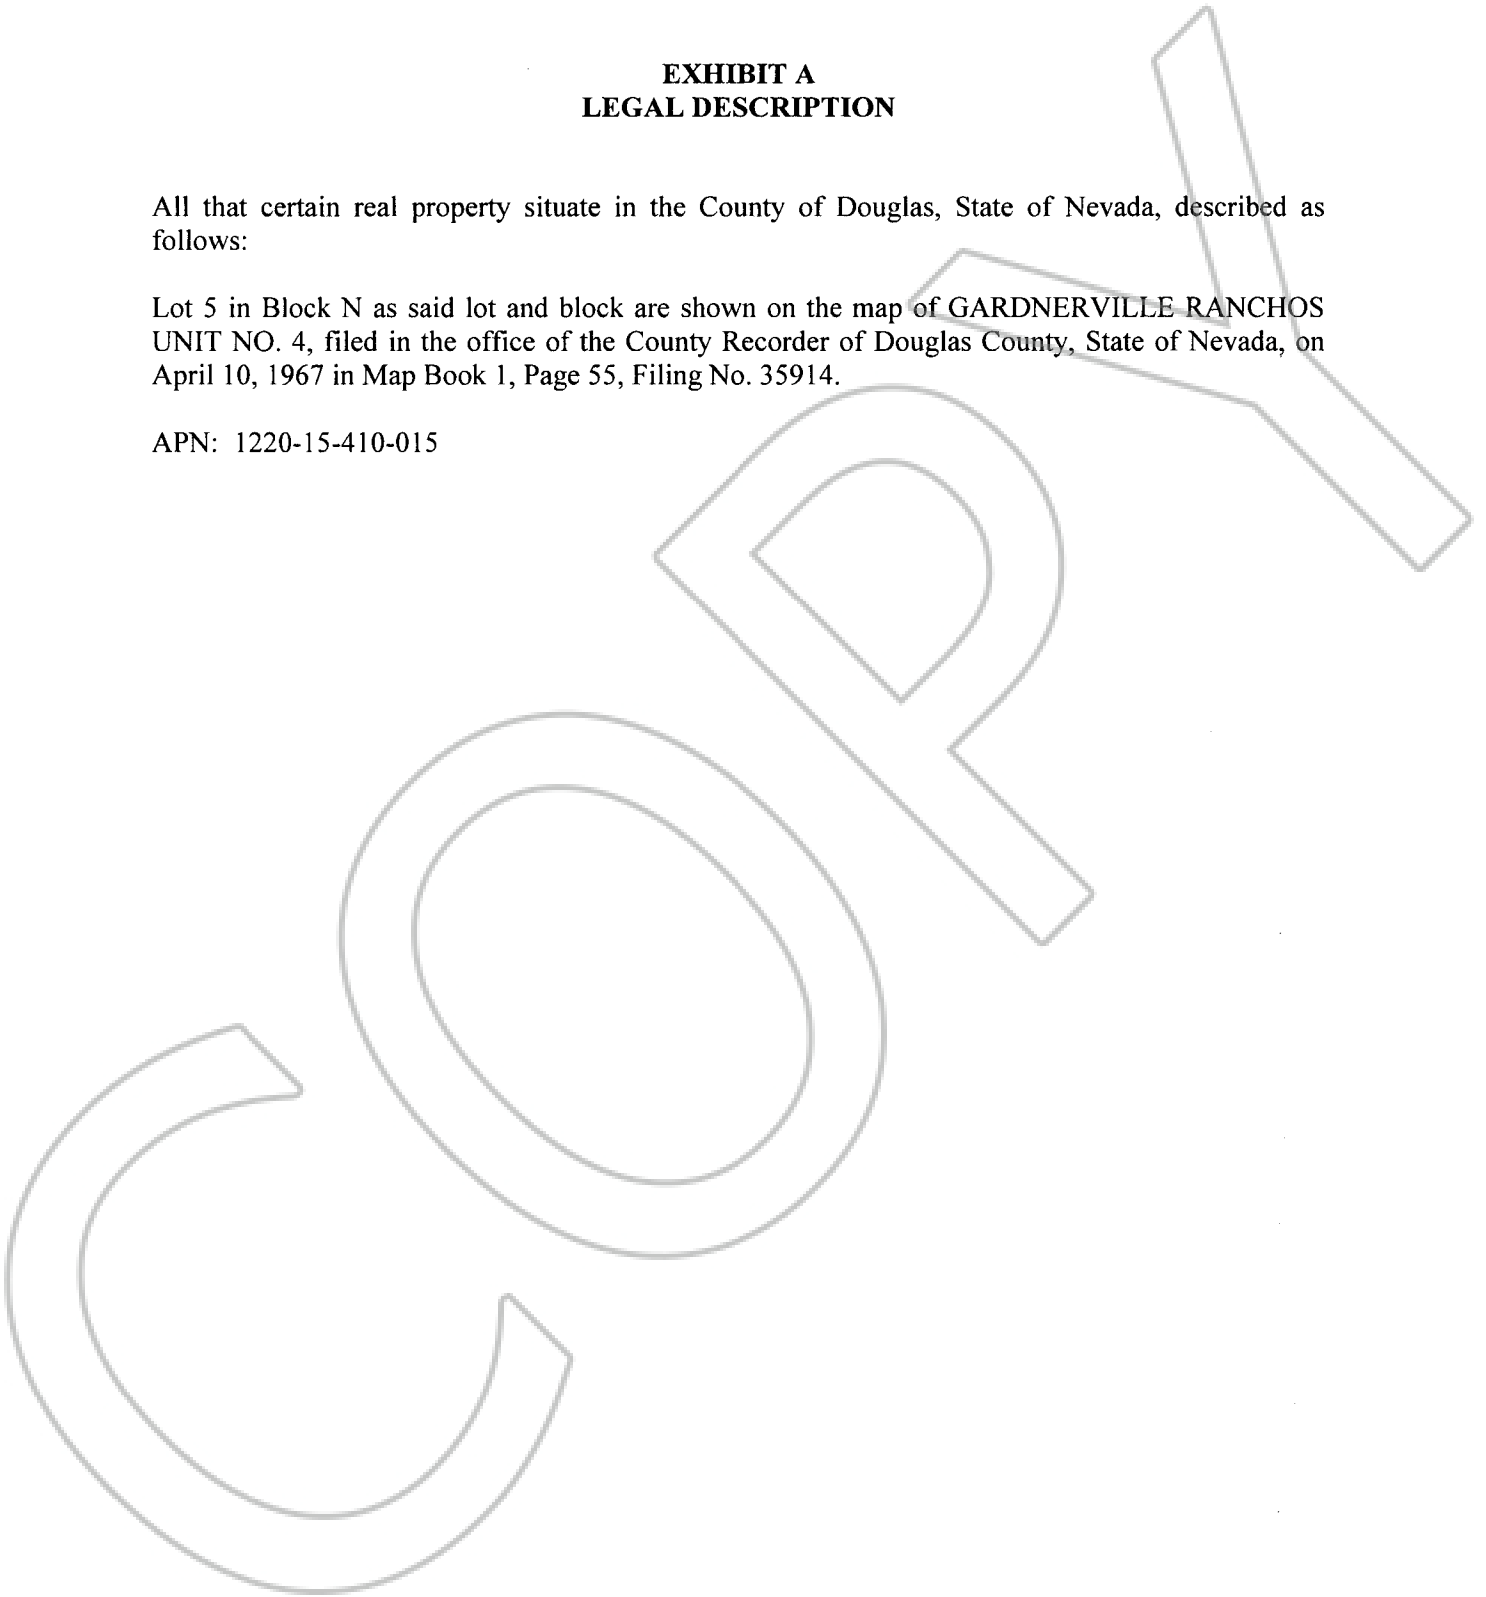 EXHIBIT A
LEGAL DESCRIPTION
All that certain real property situate in the County of Douglas, State of Nevada, described as
follows:
Lot 5 in Block N as said lot and block are shown on the map of GARDNERVILLE RANCHOS
UNIT NO. 4, filed in the office of the County Recorder of Douglas County, State of Nevada, on
April 10, 1967 in Map Book 1, Page 55, Filing No. 35914.
APN: 1220-15-410-015
COPY